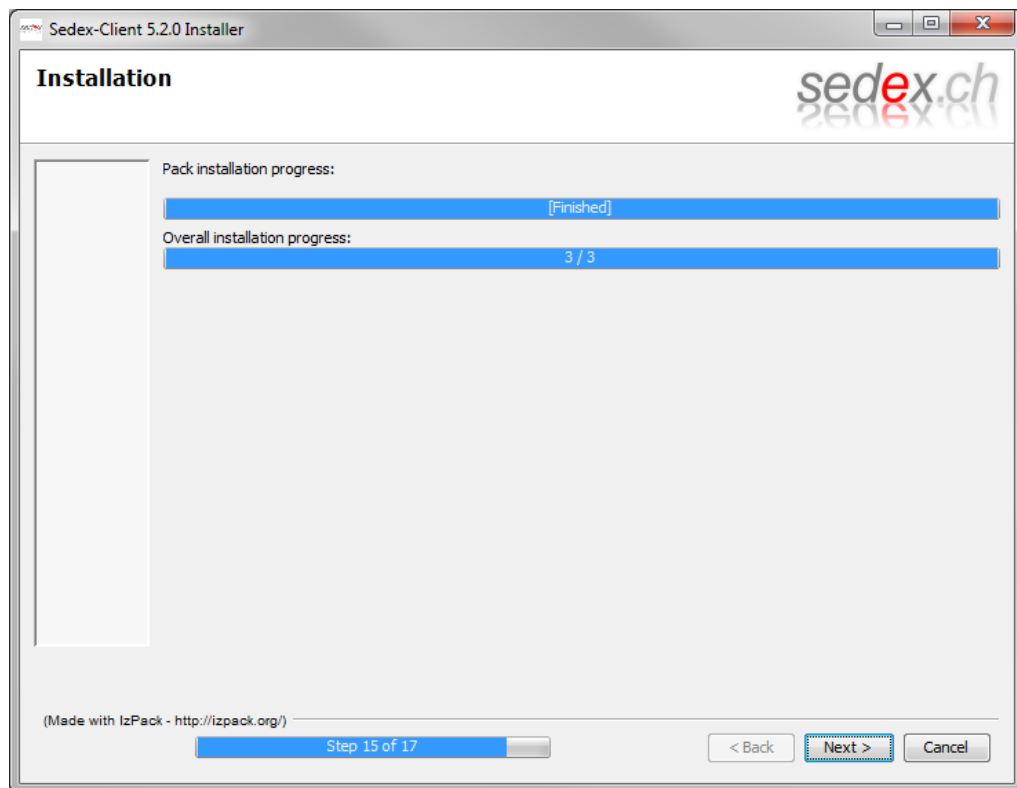 Sedex-Client 5.2.0 Installer
Installation
sedex.ch
Pack installation progress:
[Finished]
Overall installation progress:
3 / 3
(Made with IzPack - http://izpack.org/)
Step 15 of 17
< Back Next > Cancel